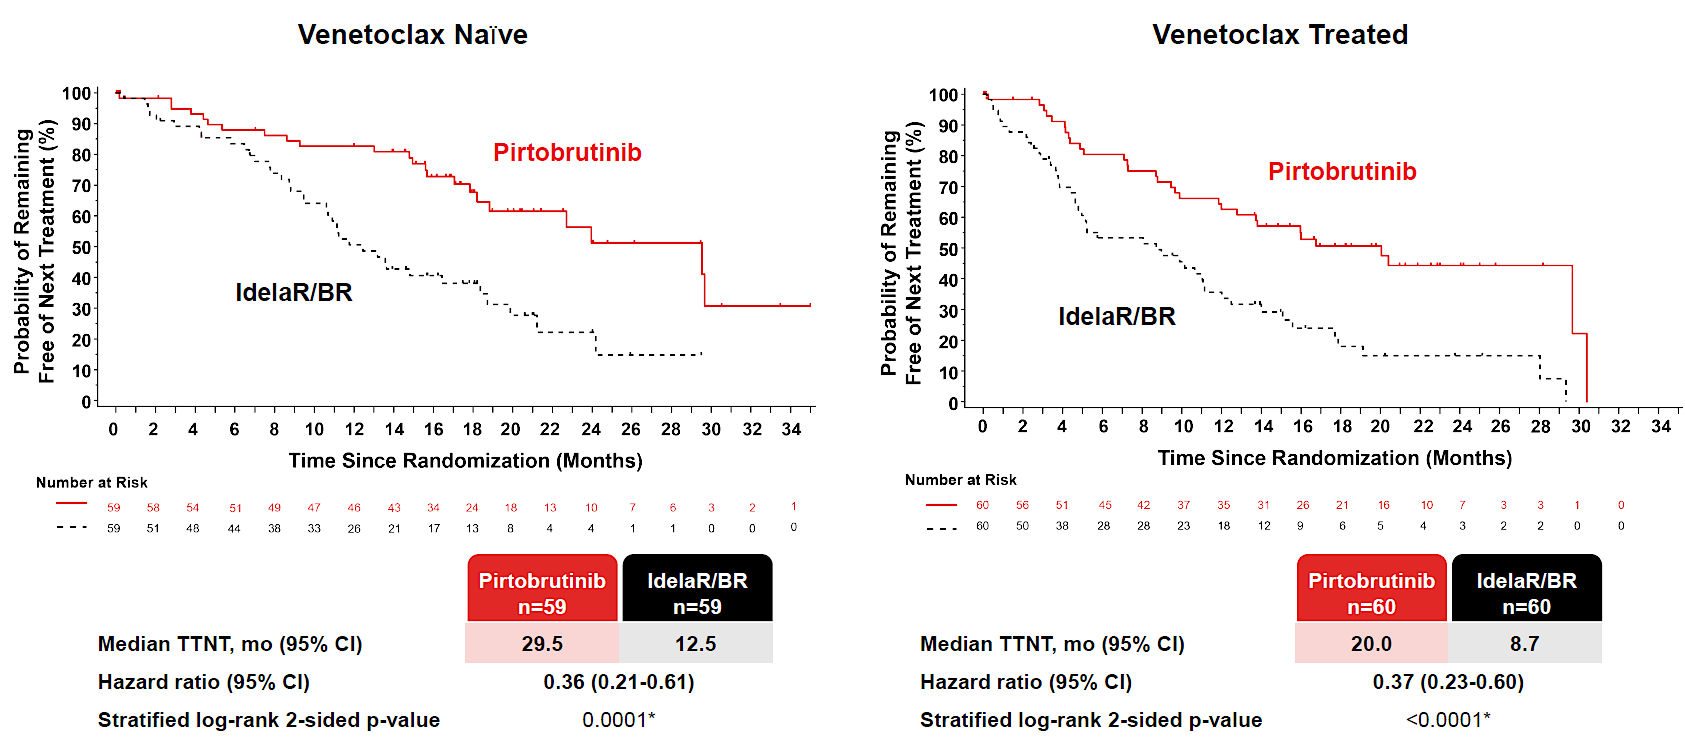 Venetoclax Naïve
100
90
80
70
60
50
40
30
20
10
0
Probability of Remaining
Free of Next Treatment (%)
Pirtobrutinib
IdelaR/BR
0 2 4 6 8 10 12 14 16 18 20 22 24 26 28 30 32 34
Time Since Randomization (Months)
Number at Risk
59 58 54 51 49 47 46 43 34 24 18 13 10 7 6 3 2 1
59 51 48 44 38 33 26 21 17 13 8 4 4 1 1 0 0 0
Pirtobrutinib IdelaR/BR
n=59 n=59
Median TTNT, mo (95% CI) 29.5 12.5
Hazard ratio (95% CI) 0.36 (0.21-0.61)
Stratified log-rank 2-sided p-value 0.0001*
Venetoclax Treated
100
90
80
70
60
50
40
30
20
10
0
Probability of Remaining
Free of Next Treatment (%)
Pirtobrutinib
IdelaR/BR
0 2 4 6 8 10 12 14 16 18 20 22 24 26 28 30 32 34
Time Since Randomization (Months)
Number at Risk
60 56 51 45 42 37 35 31 26 21 16 10 7 3 3 1 0
60 50 38 28 28 23 18 12 9 6 5 4 3 2 2 0 0
Pirtobrutinib IdelaR/BR
n=60 n=60
Median TTNT, mo (95% CI) 20.0 8.7
Hazard ratio (95% CI) 0.37 (0.23-0.60)
Stratified log-rank 2-sided p-value <0.0001*